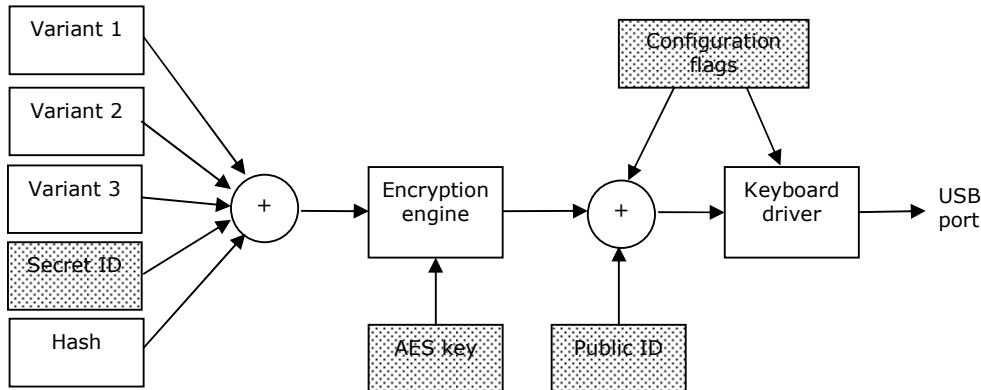 Variant 1
Configuration
flags
Variant 2
Variant 3
+
Encryption
engine
+
Keyboard
driver
USB
port
Secret ID
Hash
AES key
Public ID